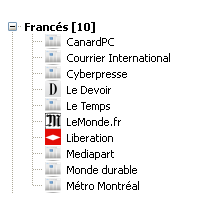 Francés [10]
CanardPC
Courrier International
Cyberpresse
D Le Devoir
Le Temps
M LeMonde.fr
Liberation
Mediapart
Monde durable
Métro Montréal